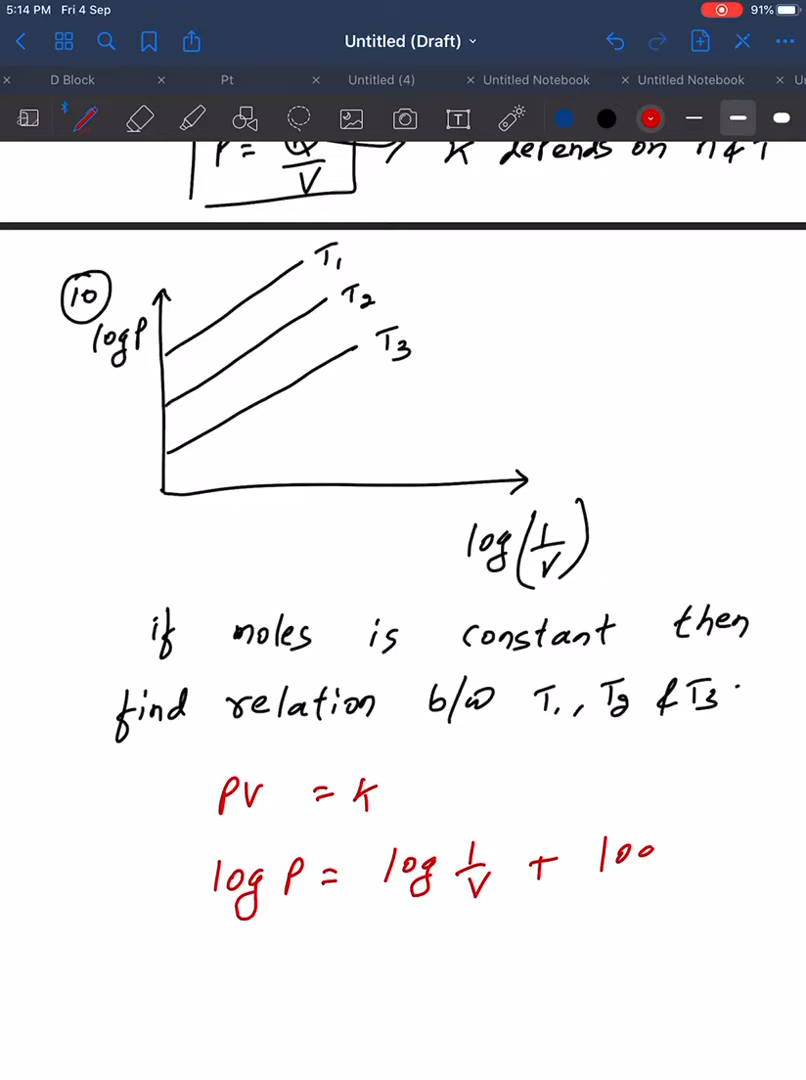 5:14 PM Fri 4 Sep 91%
Untitled (Draft)
D Block Pt Untitled (4) Untitled Notebook Untitled Notebook
T
P = V K depends on n & T
10
log P
T1
T2
T3
log(1/V)
if moles is constant then
find relation b/w T1, T2 & T3.
PV = K
log P = log 1/V + log